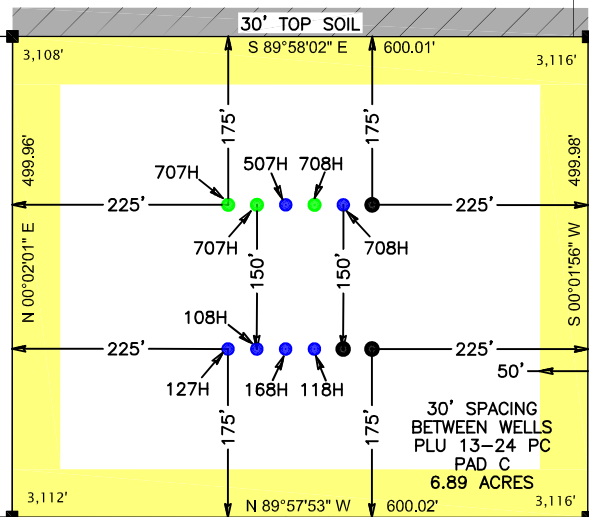 30' TOP SOIL
S 89°58'02" E
600.01'
3,108'
3,116'
499.96'
N 00°02'01" E
499.98'
S 00°01'56" W
175'
175'
707H
507H
708H
225'
225'
707H
708H
150'
150'
108H
225'
225'
127H
168H
118H
50'
175'
175'
30' SPACING
BETWEEN WELLS
PLU 13-24 PC
PAD C
6.89 ACRES
3,112'
N 89°57'53" W
600.02'
3,116'